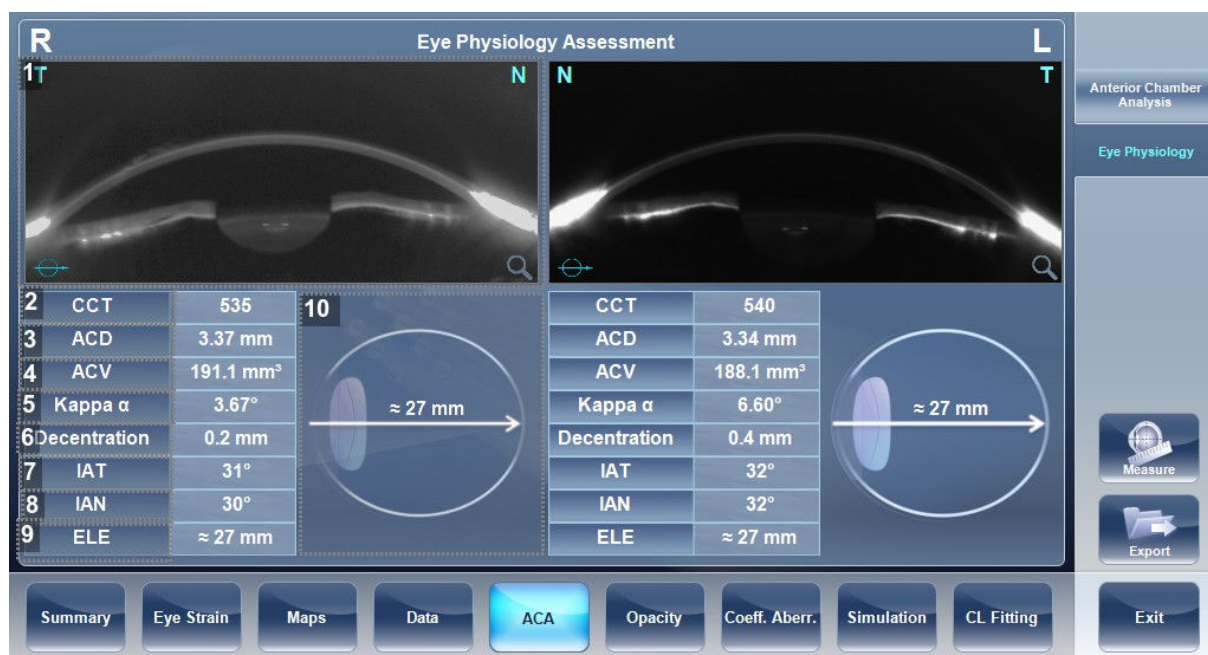 R
Eye Physiology Assessment
L
1
T
N
N
T
Anterior Chamber
Analysis
Eye Physiology
2 CCT 535
3 ACD 3.37 mm
4 ACV 191.1 mm³
5 Kappa α 3.67°
6 Decentration 0.2 mm
7 IAT 31°
8 IAN 30°
9 ELE ≈ 27 mm
10
≈ 27 mm
CCT 540
ACD 3.34 mm
ACV 188.1 mm³
Kappa α 6.60°
Decentration 0.4 mm
IAT 32°
IAN 32°
ELE ≈ 27 mm
≈ 27 mm
Measure
Export
Summary
Eye Strain
Maps
Data
ACA
Opacity
Coeff. Aberr.
Simulation
CL Fitting
Exit